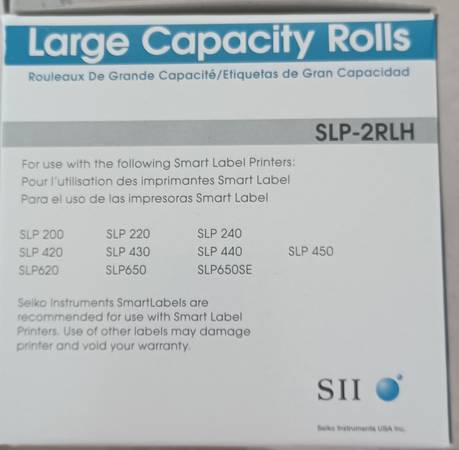 Large Capacity Rolls
Rouleaux De Grande Capacité/Etiquetas de Gran Capacidad
SLP-2RLH
For use with the following Smart Label Printers:
Pour l'utilisation des imprimantes Smart Label
Para el uso de las impresoras Smart Label
SLP 200 SLP 220 SLP 240
SLP 420 SLP 430 SLP 440 SLP 450
SLP620 SLP650 SLP650SE
Seiko Instruments SmartLabels are
recommended for use with Smart Label
Printers. Use of other labels may damage
printer and void your warranty.
SII
Seiko Instruments USA Inc.